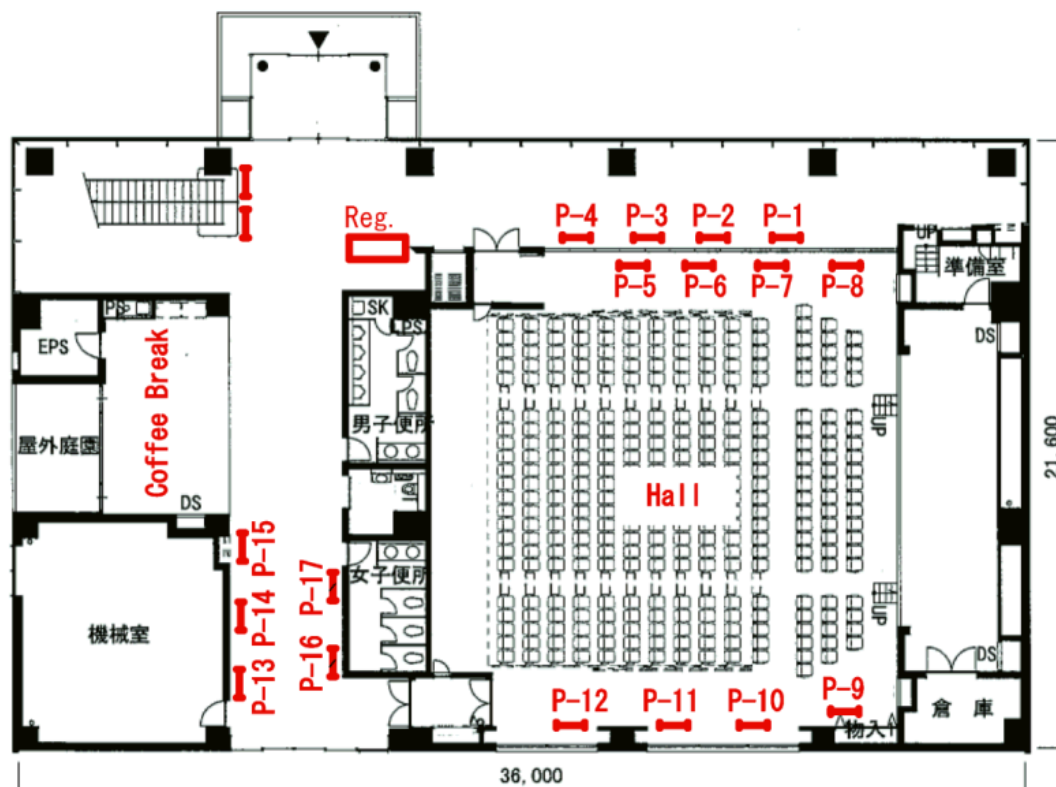 Reg.
P-4
P-3
P-2
P-1
UP
準備室
P-5
P-6
P-7
P-8
PS
SK
PS
EPS
DS
Coffee Break
男子便所
屋外庭園
UP
21,600
Hall
DS
P-15
P-17
女子便所
UP
P-14
機械室
P-16
DS
P-13
P-12
P-11
P-10
P-9
倉庫
物入
36,000